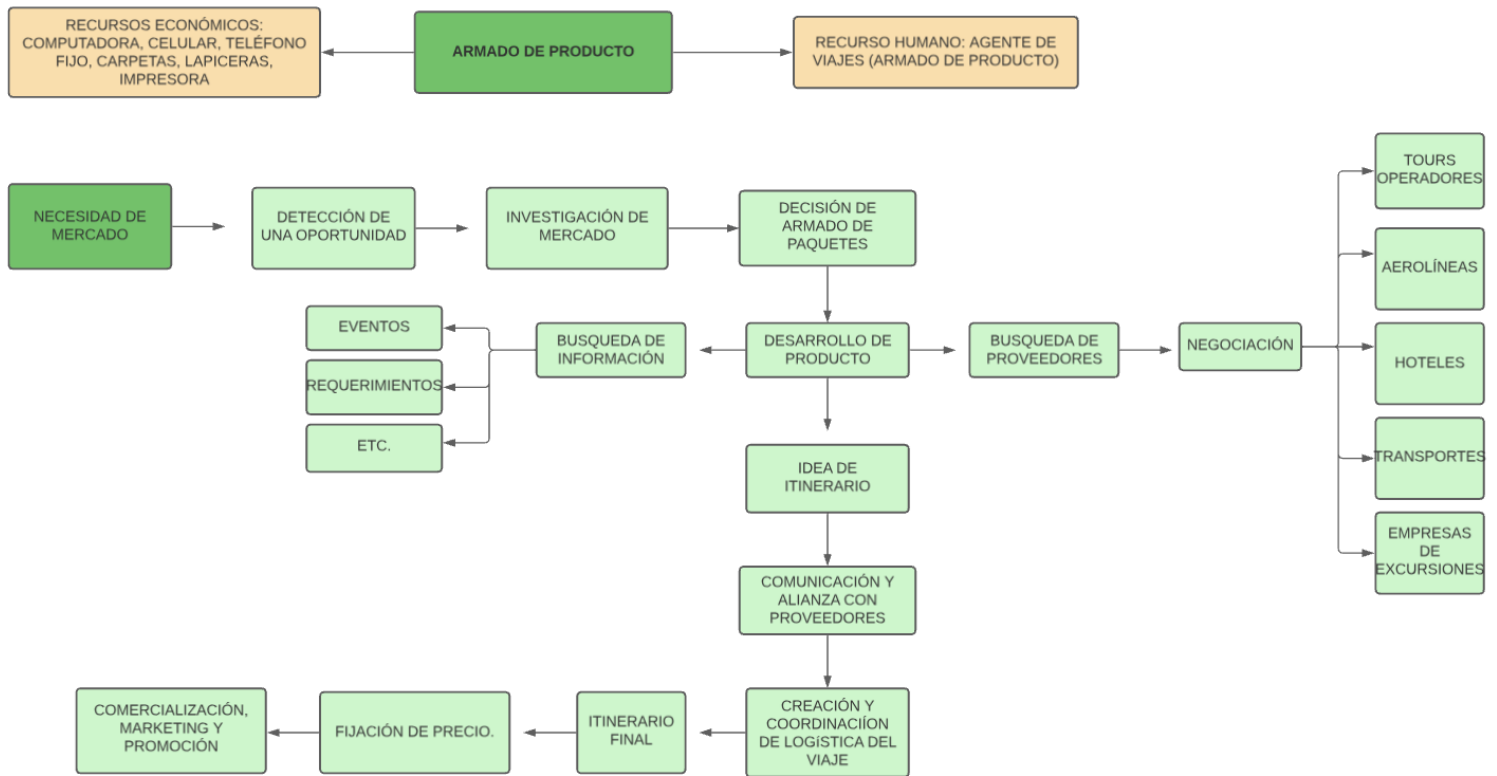 RECURSOS ECONÓMICOS:
COMPUTADORA, CELULAR, TELÉFONO
FIJO, CARPETAS, LAPICERAS,
IMPRESORA
ARMADO DE PRODUCTO
RECURSO HUMANO: AGENTE DE
VIAJES (ARMADO DE PRODUCTO)
NECESIDAD DE
MERCADO
DETECCIÓN DE
UNA OPORTUNIDAD
INVESTIGACIÓN DE
MERCADO
DECISIÓN DE
ARMADO DE
PAQUETES
TOURS
OPERADORES
AEROLÍNEAS
HOTELES
TRANSPORTES
EMPRESAS
DE
EXCURSIONES
EVENTOS
REQUERIMIENTOS
ETC.
BUSQUEDA DE
INFORMACIÓN
DESARROLLO DE
PRODUCTO
BUSQUEDA DE
PROVEEDORES
NEGOCIACIÓN
IDEA DE
ITINERARIO
COMUNICACIÓN Y
ALIANZA CON
PROVEEDORES
COMERCIALIZACIÓN,
MARKETING Y
PROMOCIÓN
FIJACIÓN DE PRECIO.
ITINERARIO
FINAL
CREACIÓN Y
COORDINACIÍON
DE LOGíSTICA DEL
VIAJE